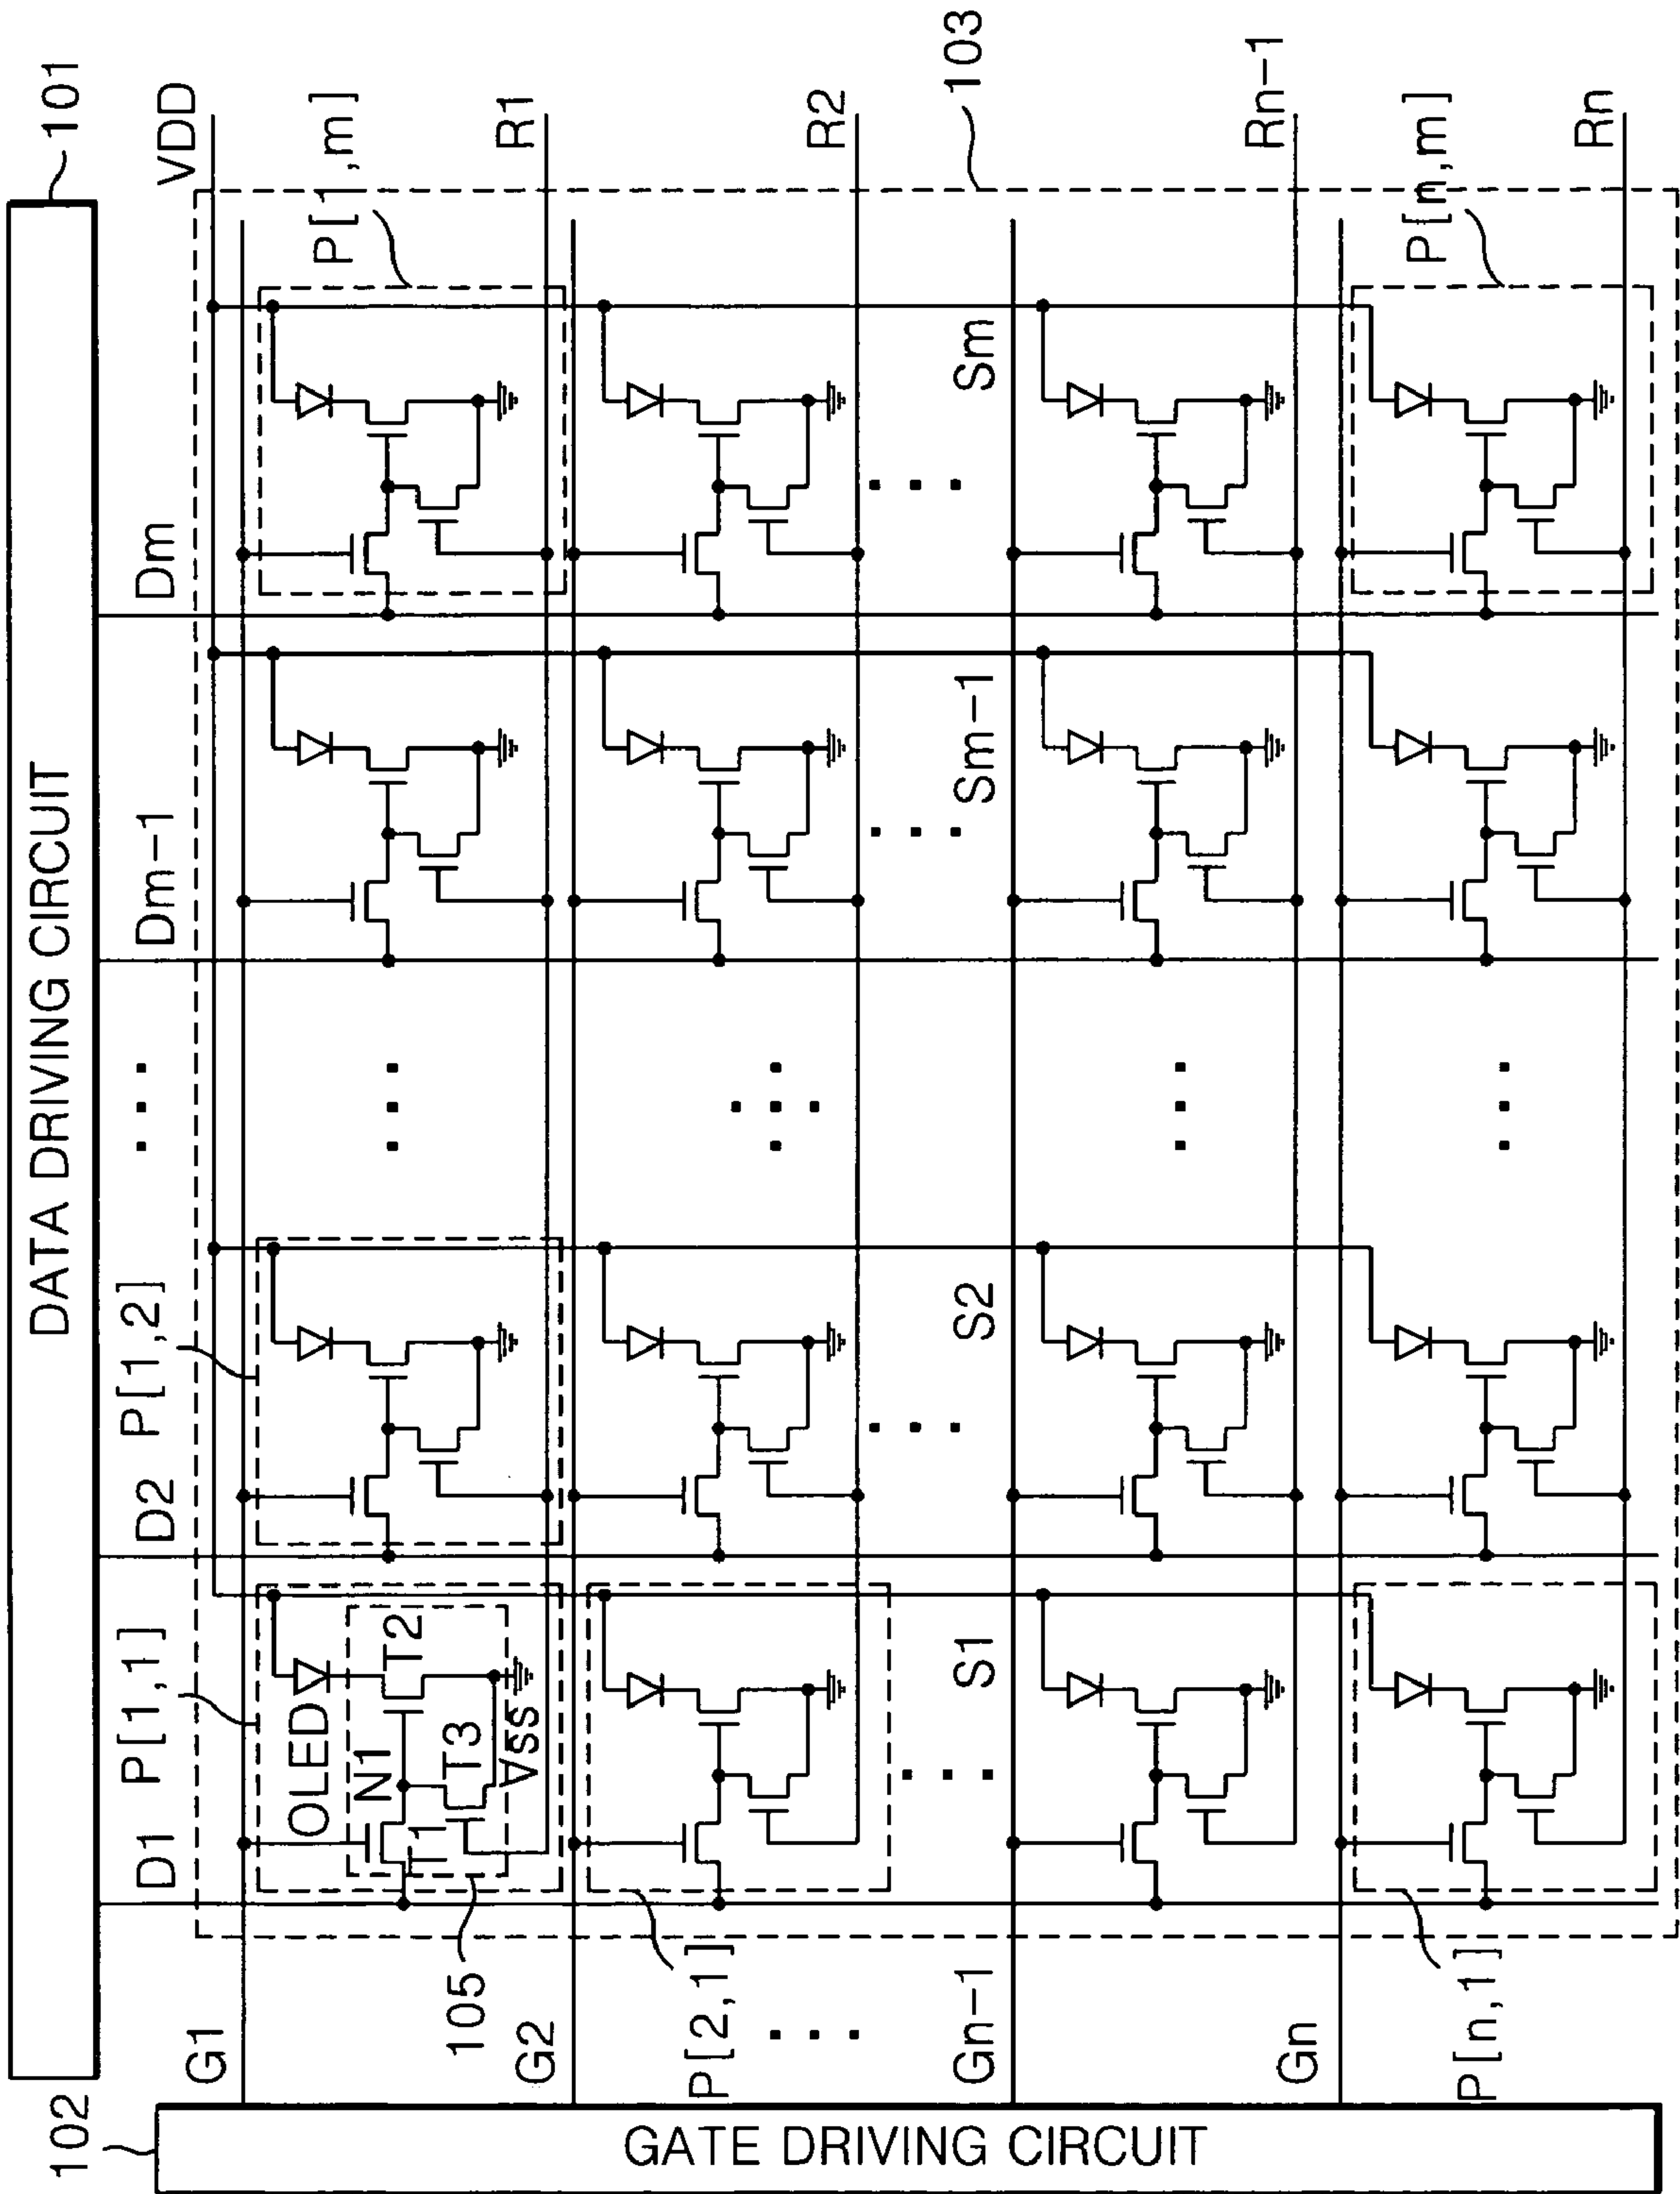 DATA DRIVING CIRCUIT
101
102
D1
P[1,1]
D2
P[1,2]
. . .
Dm-1
Dm
VDD
G1
P[1,m]
OLED
N1
T2
T1
T3
105
R1
G2
P[2,1]
R2
. . .
Gn-1
S1
S2
Sm-1
Sm
103
Rn-1
Gn
P[n,1]
Rn
GATE DRIVING CIRCUIT